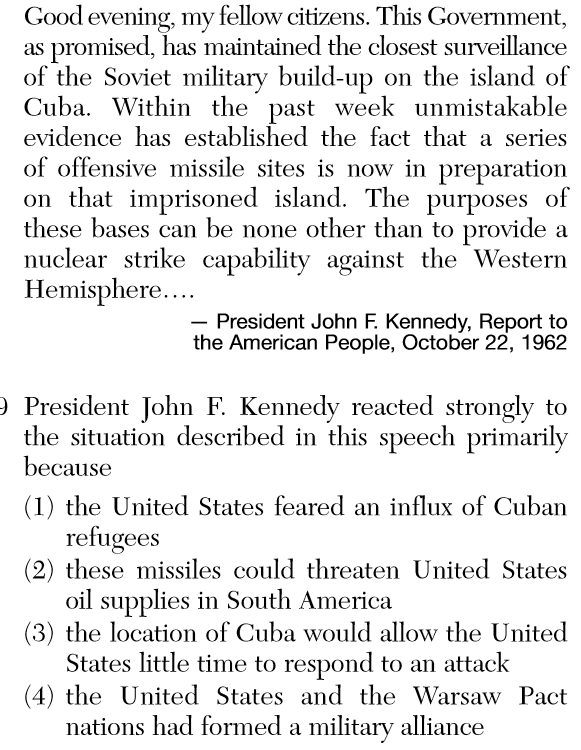 Good evening, my fellow citizens. This Government,
as promised, has maintained the closest surveillance
of the Soviet military build-up on the island of
Cuba. Within the past week unmistakable
evidence has established the fact that a series
of offensive missile sites is now in preparation
on that imprisoned island. The purposes of
these bases can be none other than to provide a
nuclear strike capability against the Western
Hemisphere….
— President John F. Kennedy, Report to
the American People, October 22, 1962
9 President John F. Kennedy reacted strongly to
the situation described in this speech primarily
because
(1) the United States feared an influx of Cuban
refugees
(2) these missiles could threaten United States
oil supplies in South America
(3) the location of Cuba would allow the United
States little time to respond to an attack
(4) the United States and the Warsaw Pact
nations had formed a military alliance